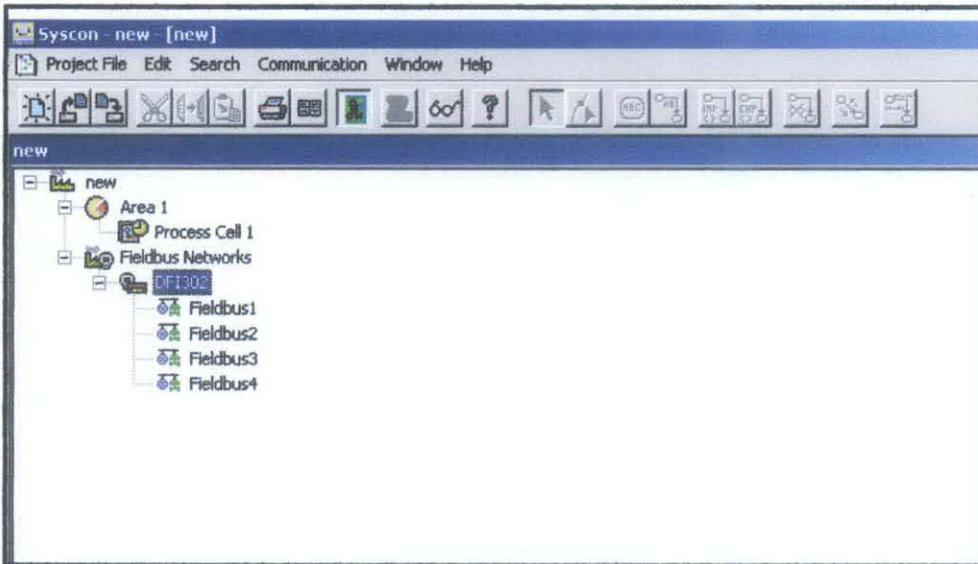 Syscon - new - [new]
Project File Edit Search Communication Window Help
new
new
Area 1
Process Cell 1
Fieldbus Networks
DFI302
Fieldbus1
Fieldbus2
Fieldbus3
Fieldbus4